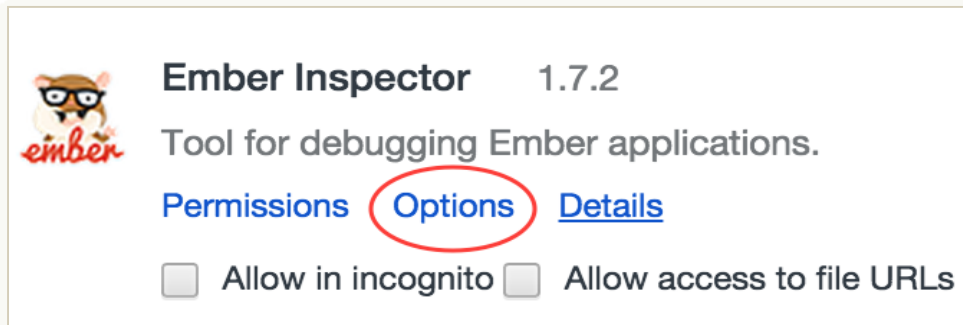 Ember Inspector 1.7.2
ember
Tool for debugging Ember applications.
Permissions Options Details
Allow in incognito Allow access to file URLs